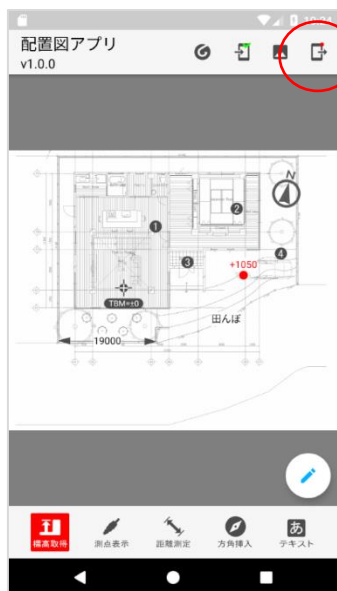 10:04
配置図アプリ
v1.0.0
N
2
1
4
3
+1050
TBM=±0
田んぼ
19000
標高取得
測点表示
距離測定
方角挿入
あ
テキスト